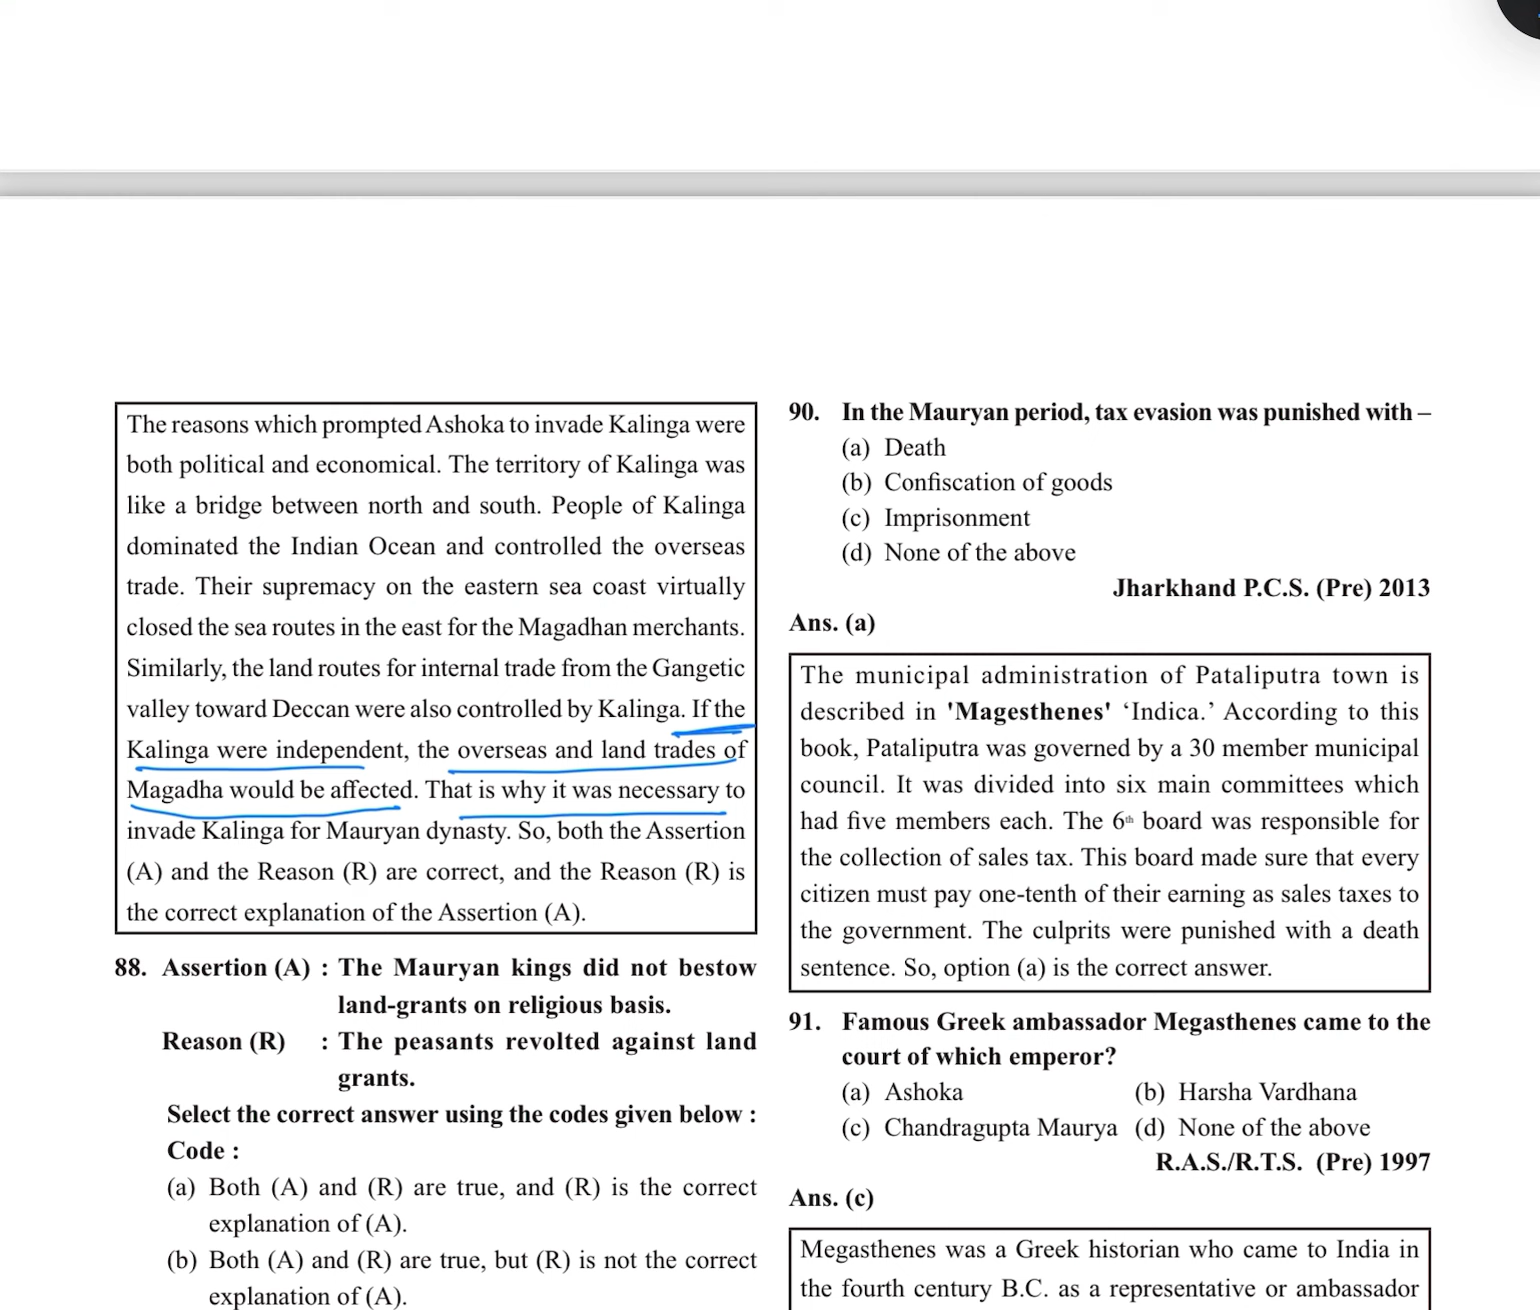 The reasons which prompted Ashoka to invade Kalinga were
both political and economical. The territory of Kalinga was
like a bridge between north and south. People of Kalinga
dominated the Indian Ocean and controlled the overseas
trade. Their supremacy on the eastern sea coast virtually
closed the sea routes in the east for the Magadhan merchants.
Similarly, the land routes for internal trade from the Gangetic
valley toward Deccan were also controlled by Kalinga. If the
Kalinga were independent, the overseas and land trades of
Magadha would be affected. That is why it was necessary to
invade Kalinga for Mauryan dynasty. So, both the Assertion
(A) and the Reason (R) are correct, and the Reason (R) is
the correct explanation of the Assertion (A).
88. Assertion (A) : The Mauryan kings did not bestow
land-grants on religious basis.
Reason (R) : The peasants revolted against land
grants.
Select the correct answer using the codes given below :
Code :
(a) Both (A) and (R) are true, and (R) is the correct
explanation of (A).
(b) Both (A) and (R) are true, but (R) is not the correct
explanation of (A).
90. In the Mauryan period, tax evasion was punished with –
(a) Death
(b) Confiscation of goods
(c) Imprisonment
(d) None of the above
Jharkhand P.C.S. (Pre) 2013
Ans. (a)
The municipal administration of Pataliputra town is
described in 'Magesthenes' ‘Indica.’ According to this
book, Pataliputra was governed by a 30 member municipal
council. It was divided into six main committees which
had five members each. The 6th board was responsible for
the collection of sales tax. This board made sure that every
citizen must pay one-tenth of their earning as sales taxes to
the government. The culprits were punished with a death
sentence. So, option (a) is the correct answer.
91. Famous Greek ambassador Megasthenes came to the
court of which emperor?
(a) Ashoka (b) Harsha Vardhana
(c) Chandragupta Maurya (d) None of the above
R.A.S./R.T.S. (Pre) 1997
Ans. (c)
Megasthenes was a Greek historian who came to India in
the fourth century B.C. as a representative or ambassador